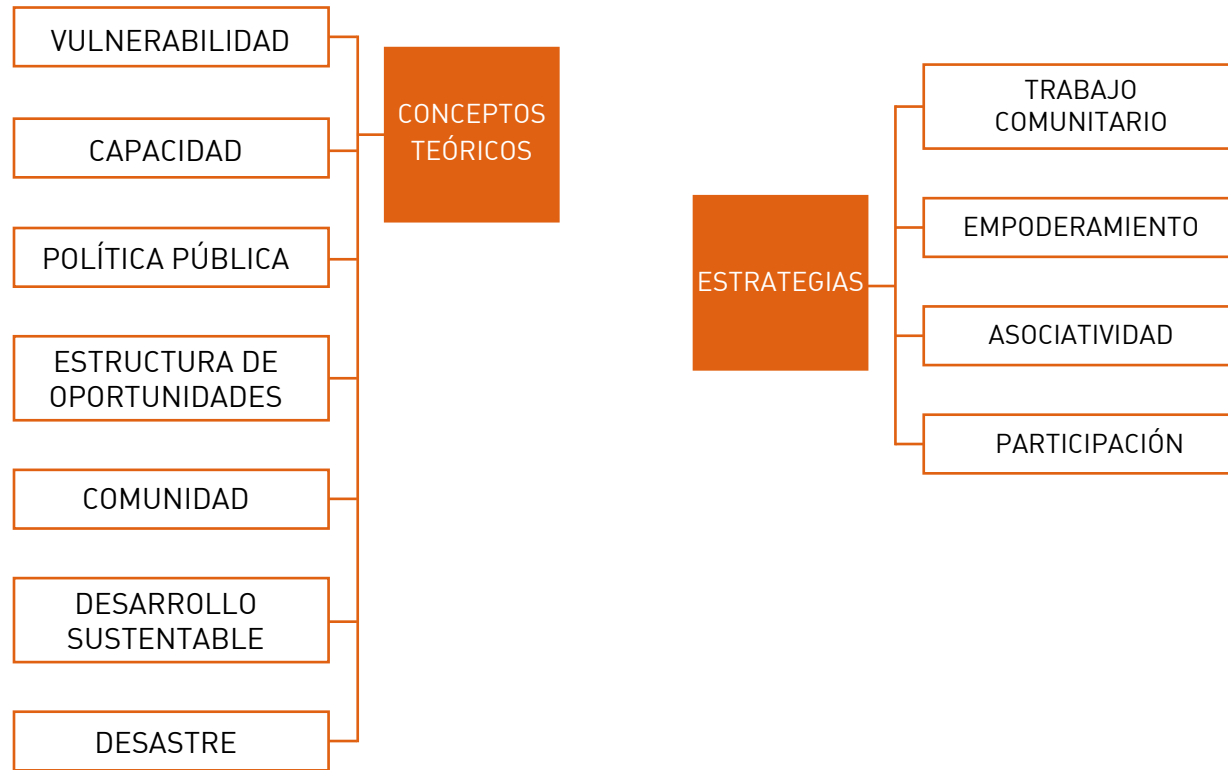 VULNERABILIDAD
CAPACIDAD
POLÍTICA PÚBLICA
ESTRUCTURA DE
OPORTUNIDADES
COMUNIDAD
DESARROLLO
SUSTENTABLE
DESASTRE
CONCEPTOS
TEÓRICOS
ESTRATEGIAS
TRABAJO
COMUNITARIO
EMPODERAMIENTO
ASOCIATIVIDAD
PARTICIPACIÓN